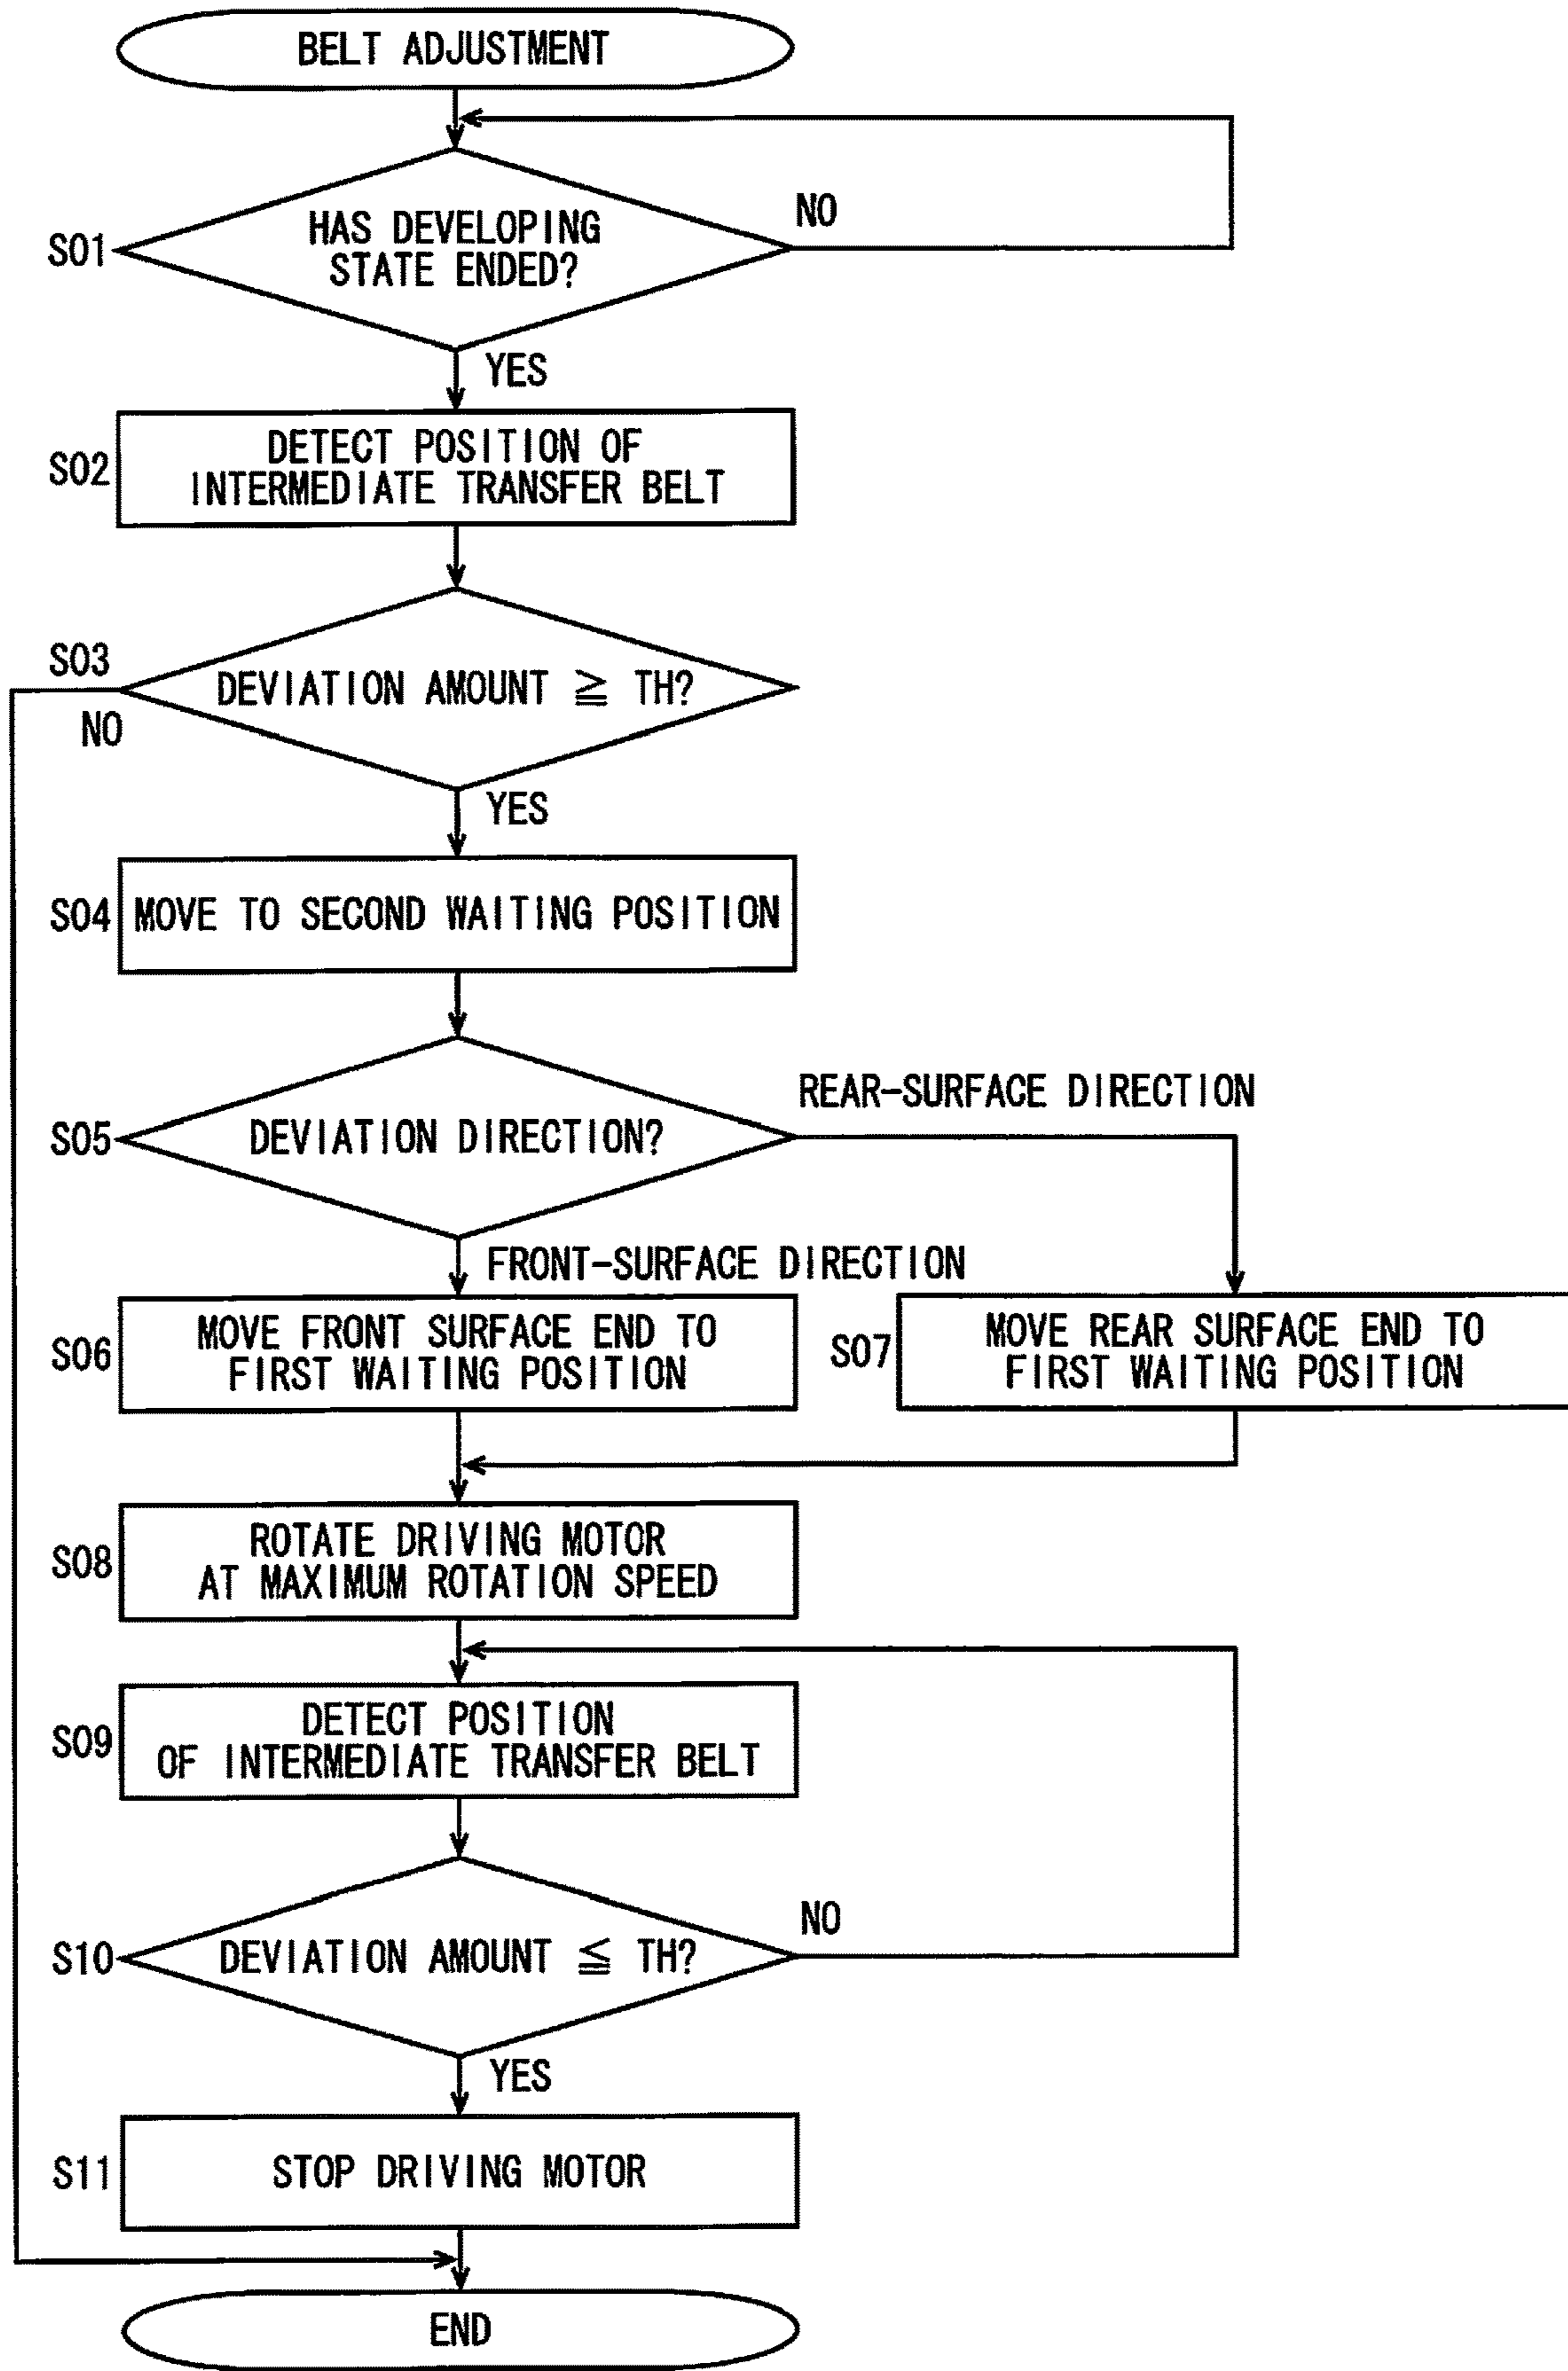 BELT ADJUSTMENT
S01
HAS DEVELOPING
STATE ENDED?
NO
YES
S02
DETECT POSITION OF
INTERMEDIATE TRANSFER BELT
S03
DEVIATION AMOUNT ≧ TH?
NO
YES
S04
MOVE TO SECOND WAITING POSITION
S05
DEVIATION DIRECTION?
REAR-SURFACE DIRECTION
FRONT-SURFACE DIRECTION
S06
MOVE FRONT SURFACE END TO
FIRST WAITING POSITION
S07
MOVE REAR SURFACE END TO
FIRST WAITING POSITION
S08
ROTATE DRIVING MOTOR
AT MAXIMUM ROTATION SPEED
S09
DETECT POSITION
OF INTERMEDIATE TRANSFER BELT
S10
DEVIATION AMOUNT ≦ TH?
NO
YES
S11
STOP DRIVING MOTOR
END